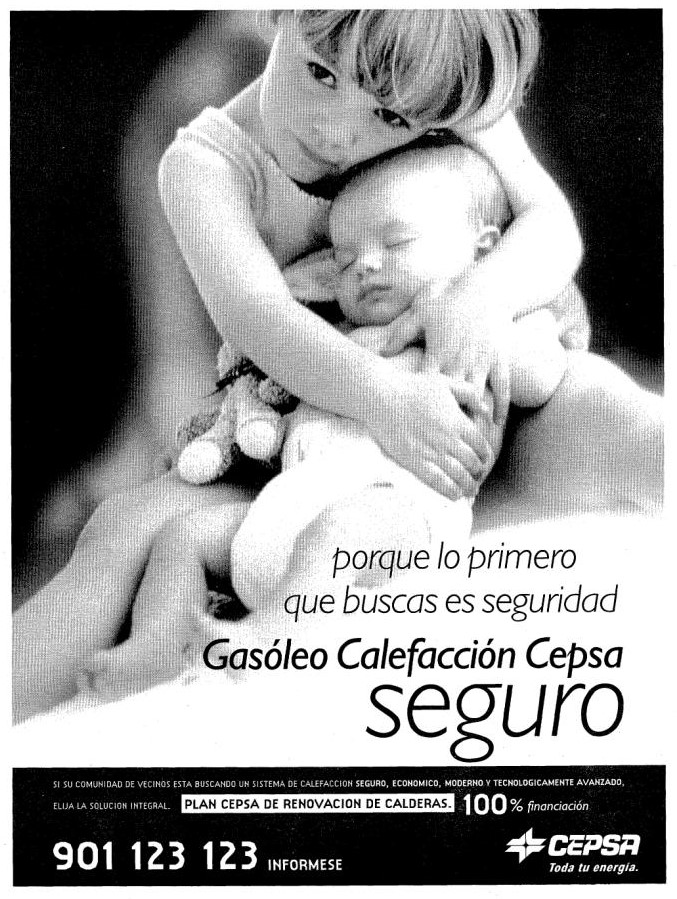 porque lo primero
que buscas es seguridad
Gasóleo Calefacción Cepsa
seguro
SI SU COMUNIDAD DE VECINOS ESTA BUSCANDO UN SISTEMA DE CALEFACCION SEGURO, ECONOMICO, MODERNO Y TECNOLOGICAMENTE AVANZADO,
ELIJA LA SOLUCION INTEGRAL. PLAN CEPSA DE RENOVACION DE CALDERAS. 100% financiación
901 123 123 INFORMESE
CEPSA
Toda tu energía.